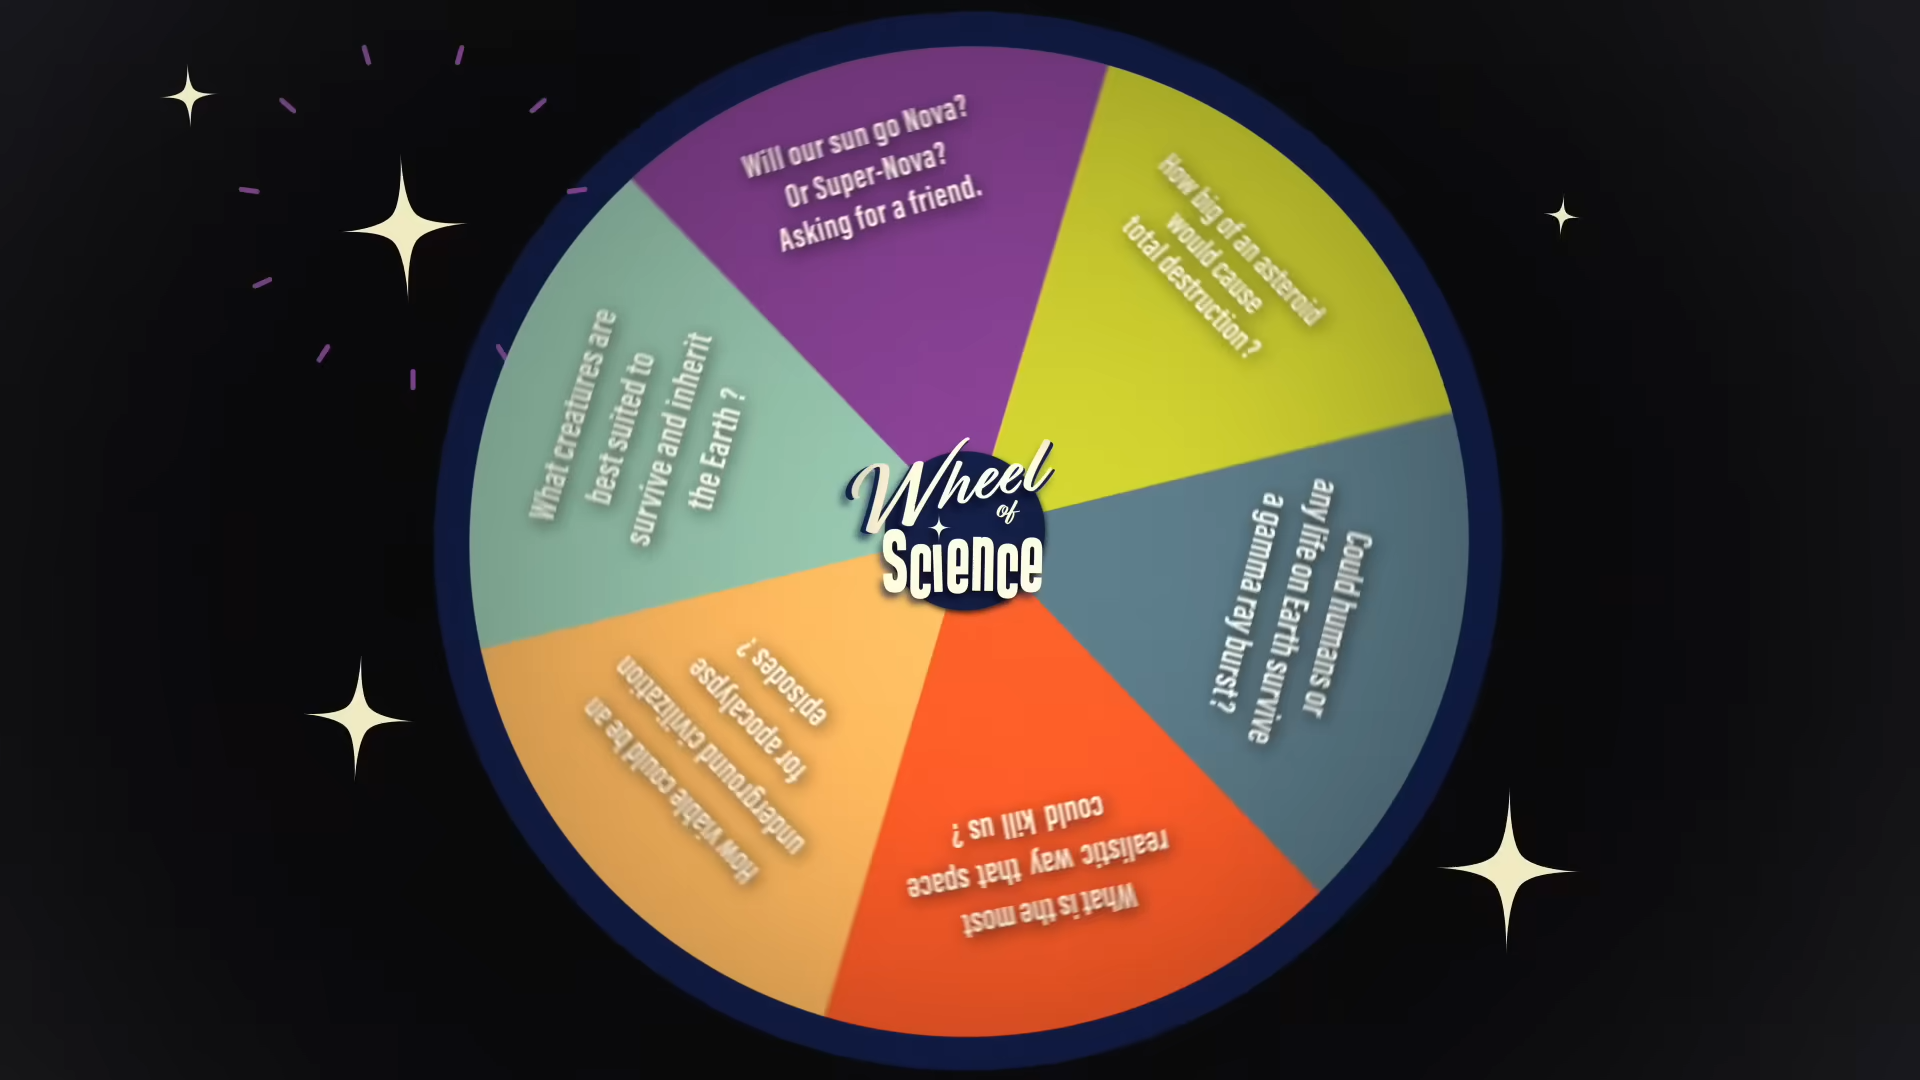 Will our sun go Nova?
Or Super-Nova?
Asking for a friend.
How big of an asteroid
would cause
total destruction?
Could humans or
any life on Earth survive
a gamma ray burst?
What is the most
realistic way that space
could kill us?
How viable could be an
underground civilization
for apocalypse
episodes?
What creatures are
best suited to
survive and inherit
the Earth?
Wheel
of
Science